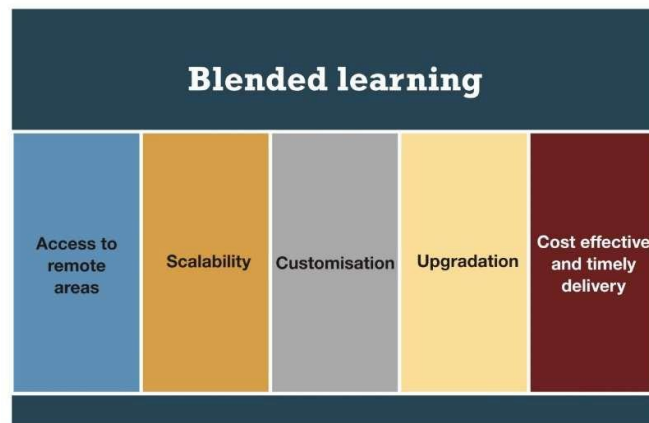 Blended learning
Access to
remote
areas
Scalability
Customisation
Upgradation
Cost effective
and timely
delivery